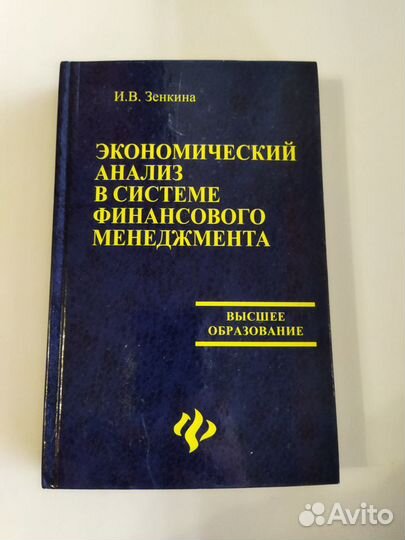 И.В. Зенкина
ЭКОНОМИЧЕСКИЙ
АНАЛИЗ
В СИСТЕМЕ
ФИНАНСОВОГО
МЕНЕДЖМЕНТА
ВЫСШЕЕ
ОБРАЗОВАНИЕ
Avito